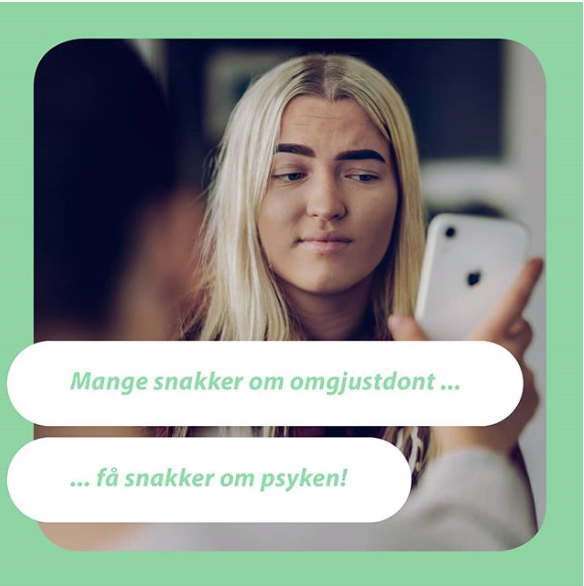 Mange snakker om omgjustdont ...
... få snakker om psyken!